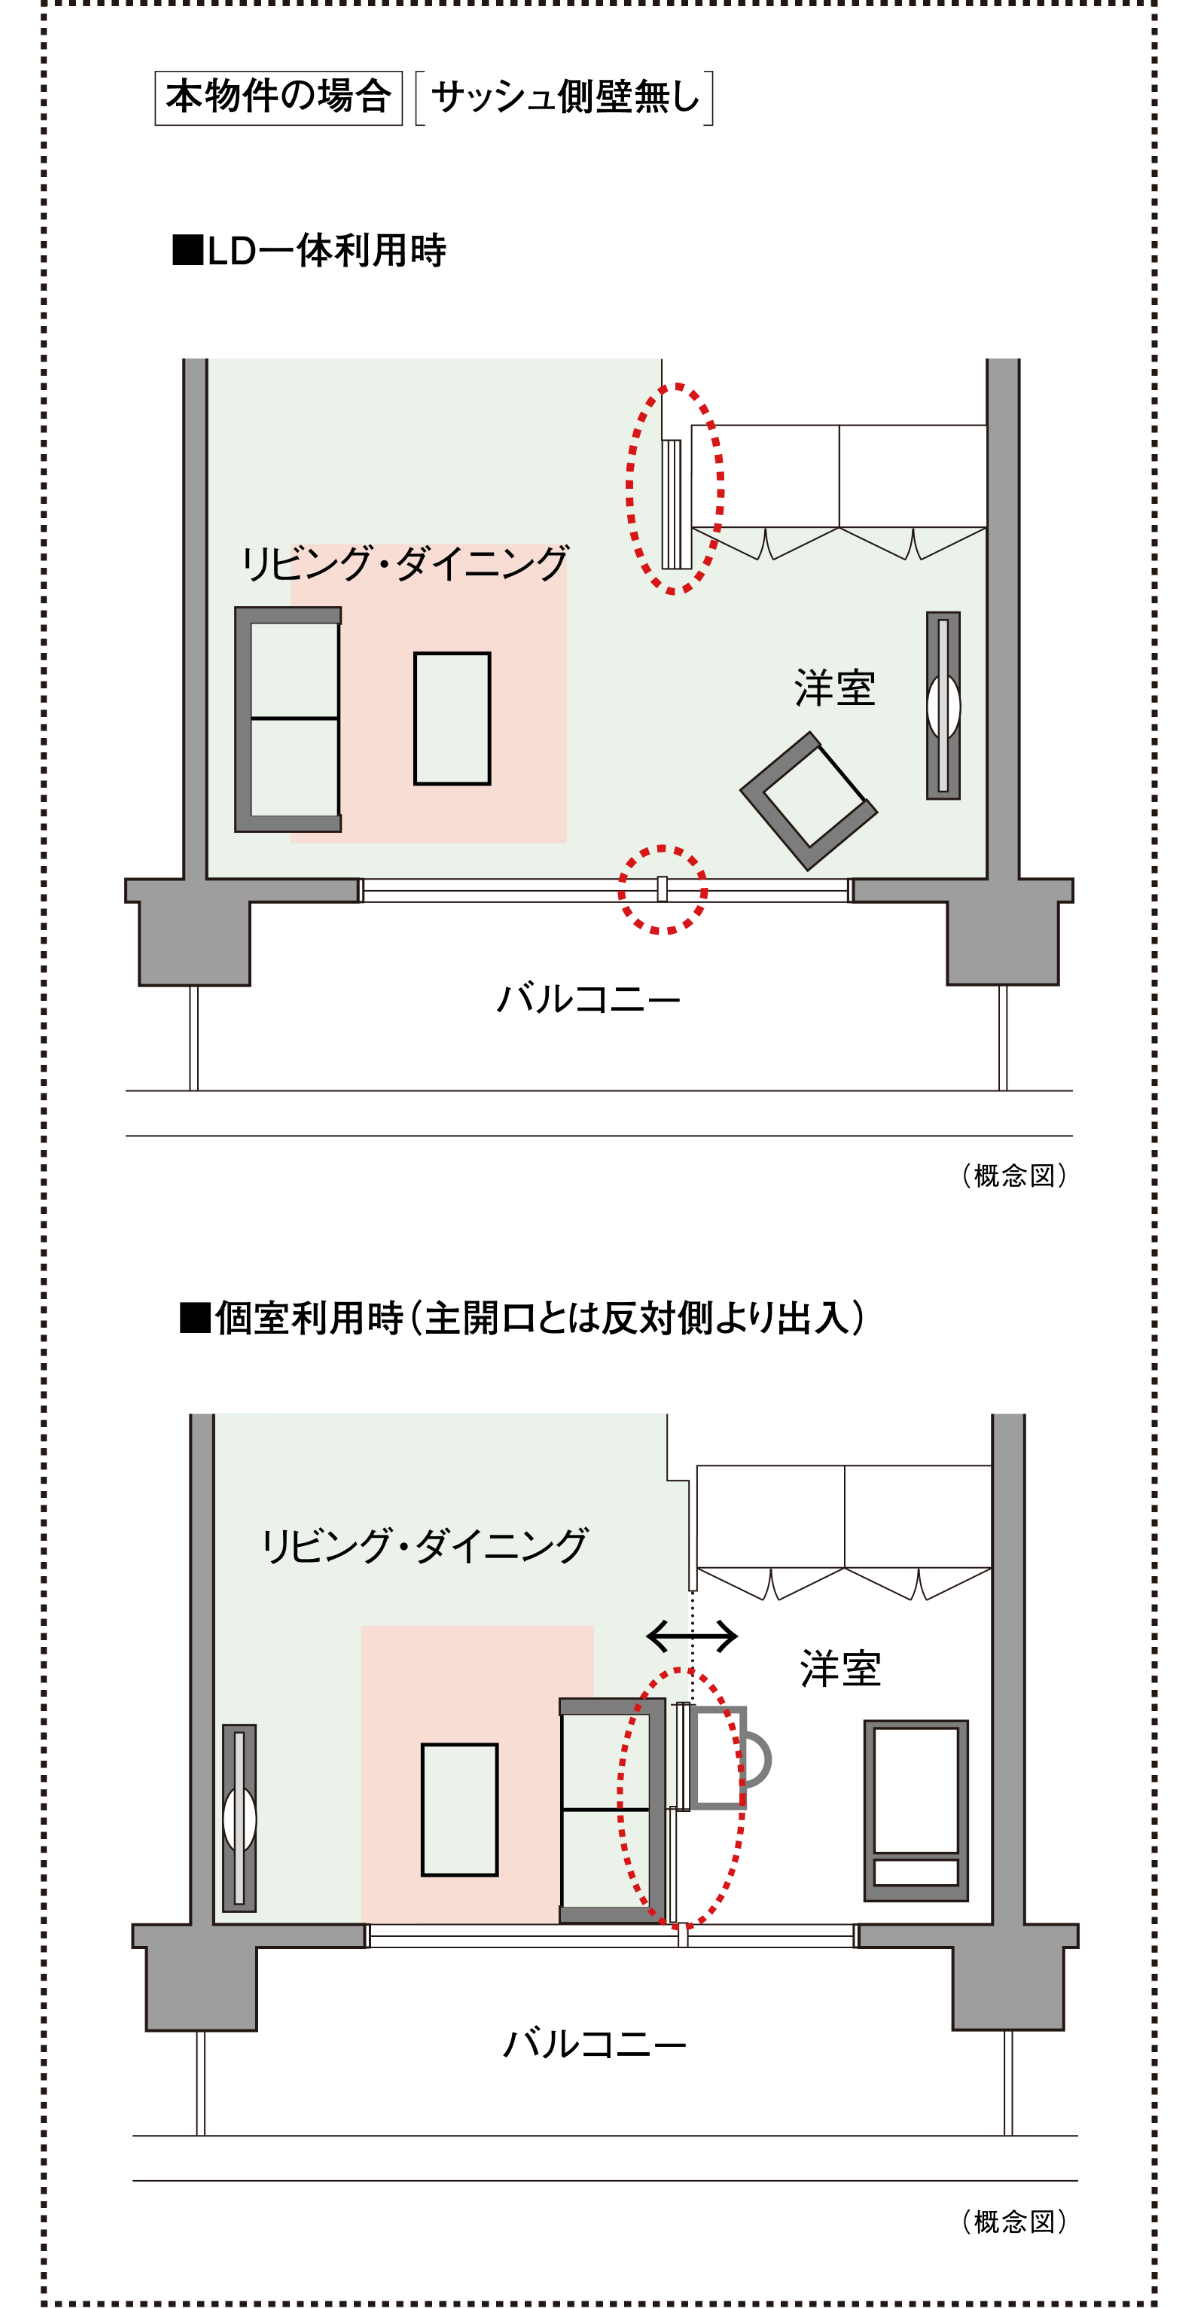 本物件の場合 [サッシュ側壁無し]
■LD一体利用時
リビング・ダイニング
洋室
バルコニー
（概念図）
■個室利用時（主開口とは反対側より出入）
リビング・ダイニング
洋室
バルコニー
（概念図）